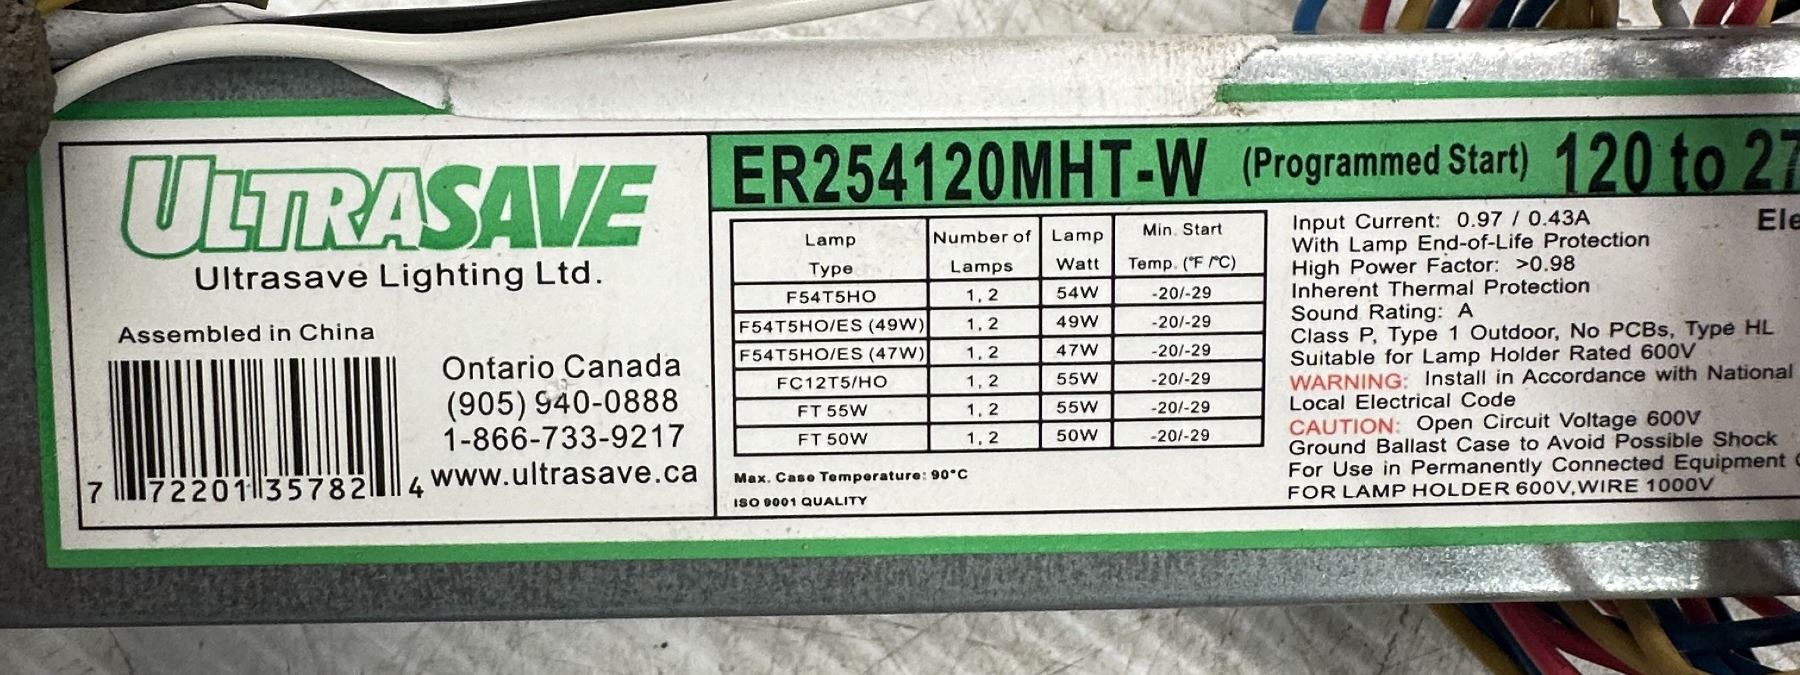 ULTRASAVE
Ultrasave Lighting Ltd.
Assembled in China
Ontario Canada
(905) 940-0888
1-866-733-9217
www.ultrasave.ca
7 72201 35782 4
ER254120MHT-W (Programmed Start) 120 to 27
Lamp Type Number of Lamps Lamp Watt Min. Start Temp. (°F/°C)
F54T5HO 1, 2 54W -20/-29
F54T5HO/ES (49W) 1, 2 49W -20/-29
F54T5HO/ES (47W) 1, 2 47W -20/-29
FC12T5/HO 1, 2 55W -20/-29
FT 55W 1, 2 55W -20/-29
FT 50W 1, 2 50W -20/-29
Max. Case Temperature: 90°C
ISO 9001 QUALITY
Input Current: 0.97 / 0.43A
Ele
With Lamp End-of-Life Protection
High Power Factor: >0.98
Inherent Thermal Protection
Sound Rating: A
Class P, Type 1 Outdoor, No PCBs, Type HL
Suitable for Lamp Holder Rated 600V
WARNING: Install in Accordance with National
Local Electrical Code
CAUTION: Open Circuit Voltage 600V
Ground Ballast Case to Avoid Possible Shock
For Use in Permanently Connected Equipment
FOR LAMP HOLDER 600V,WIRE 1000V